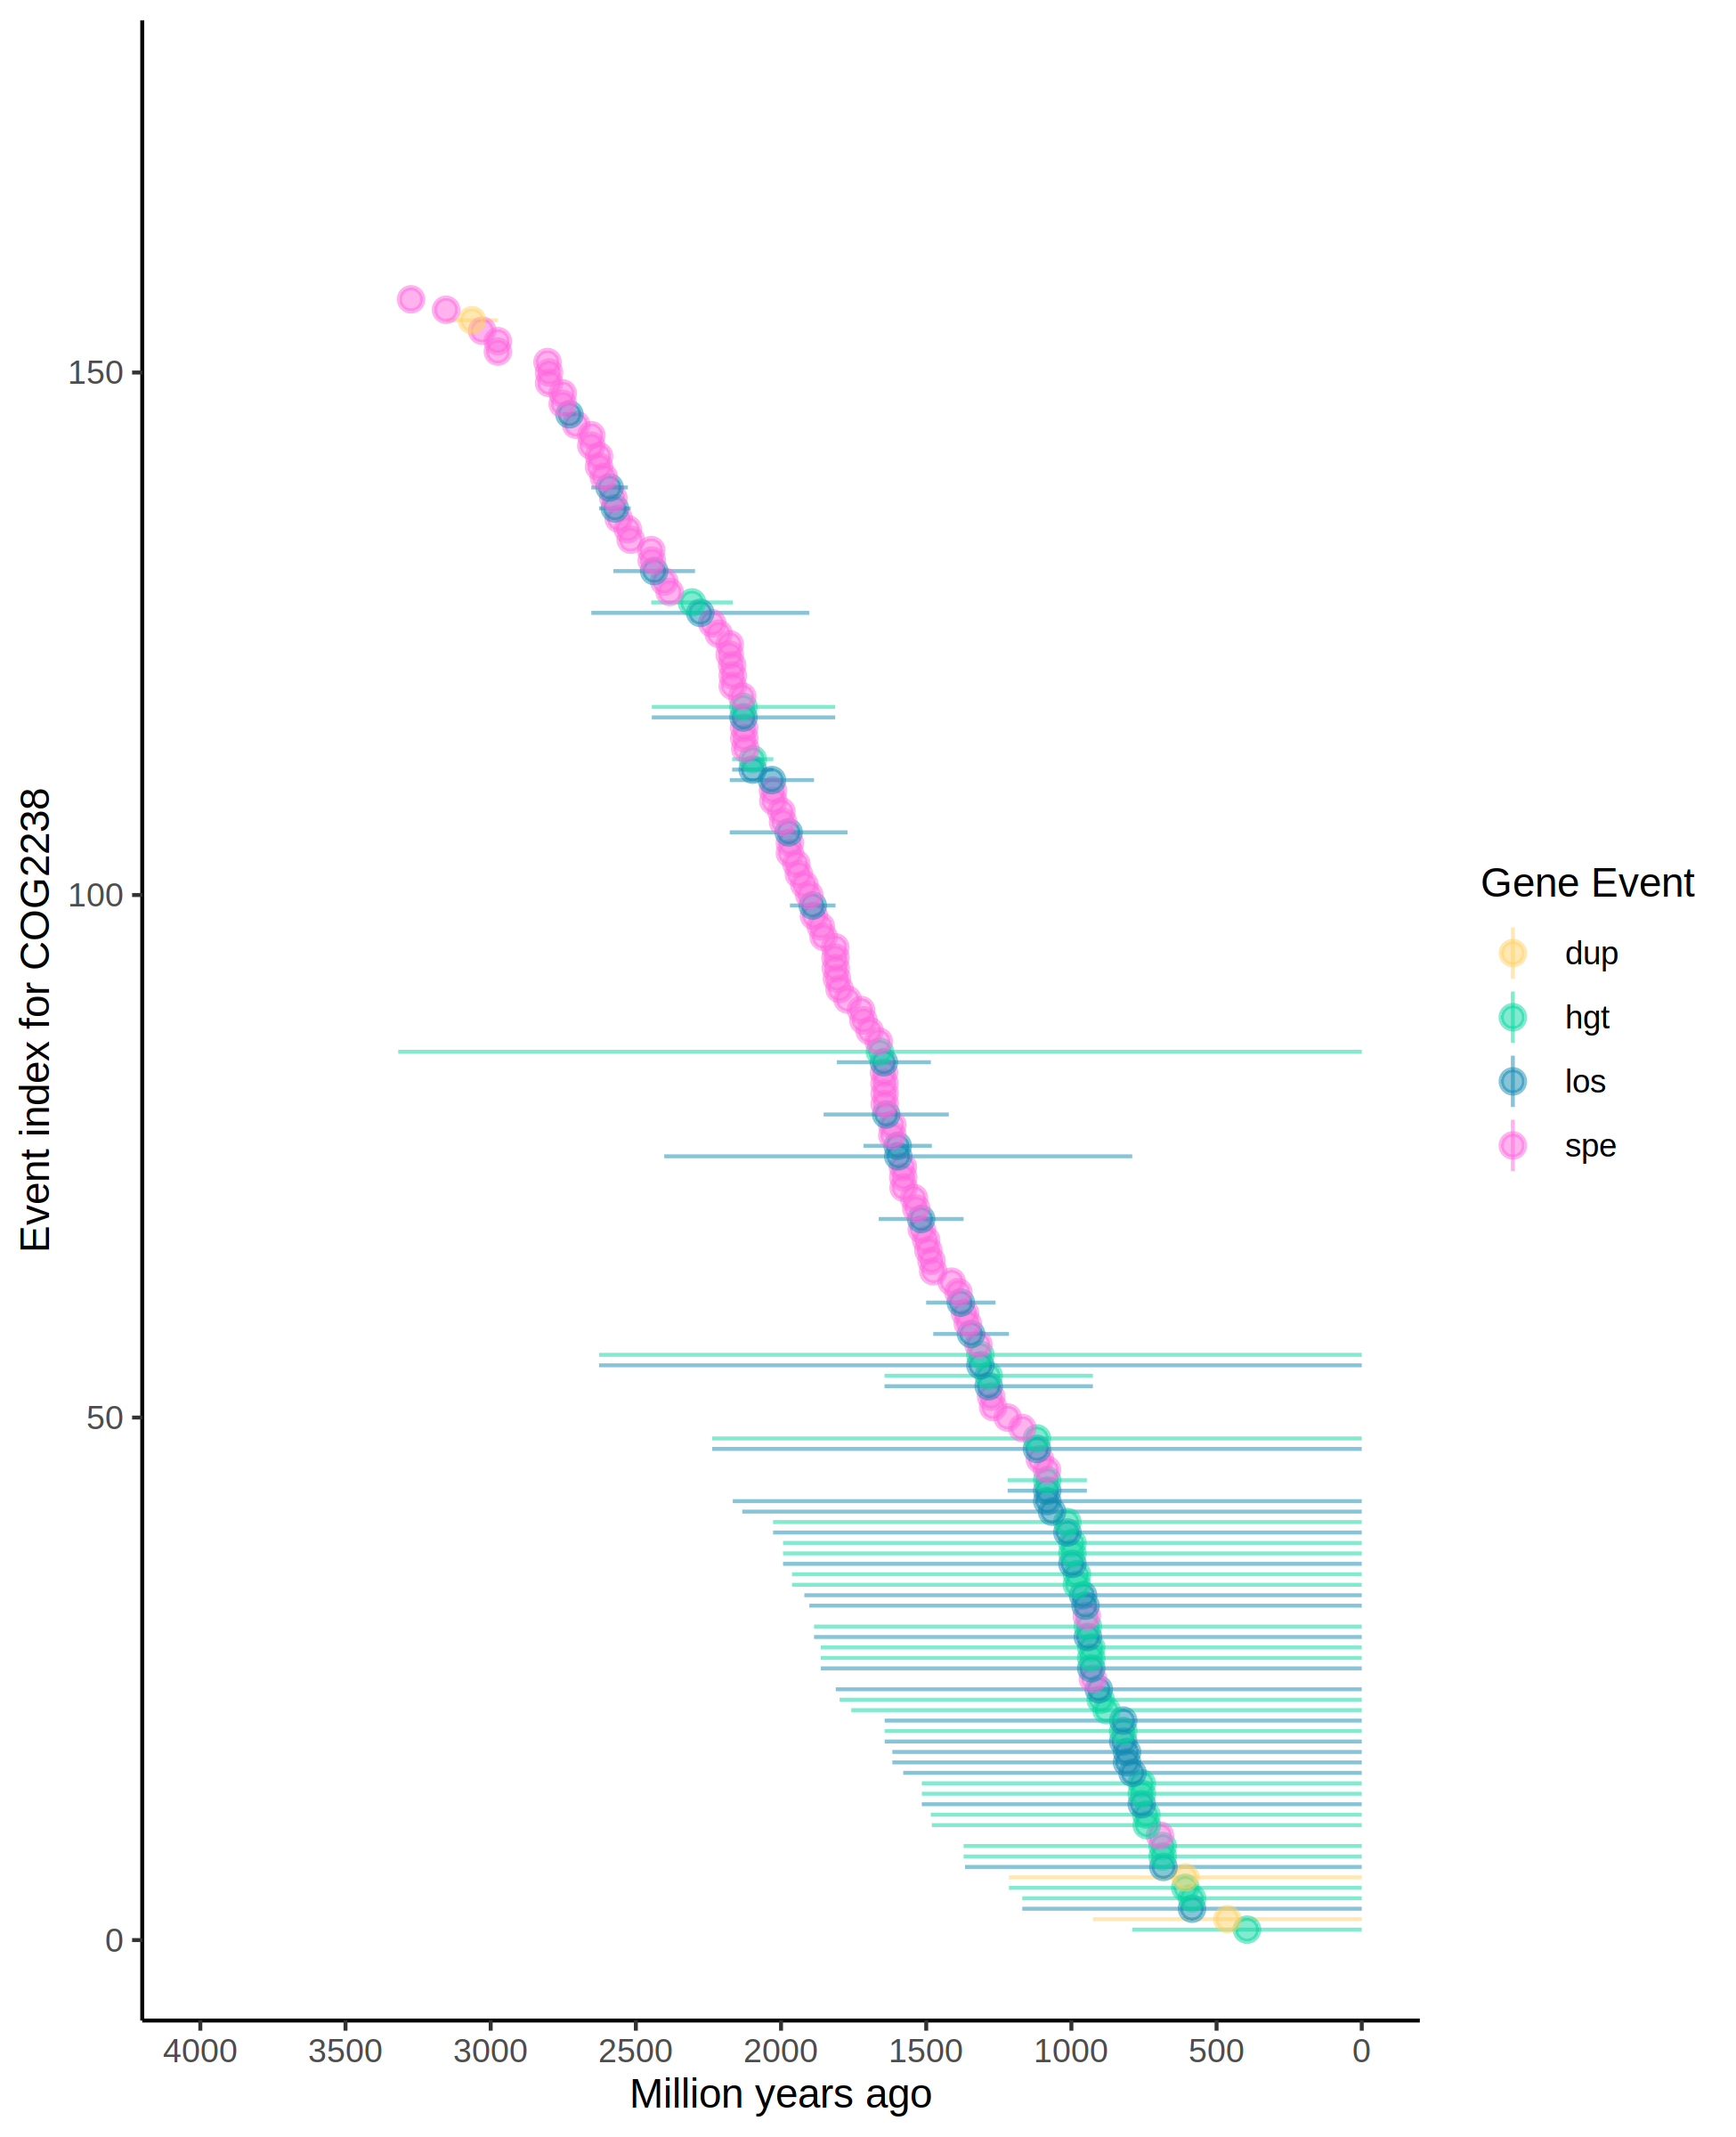 Event index for COG2238
150
100
50
0
4000 3500 3000 2500 2000 1500 1000 500 0
Million years ago
Gene Event
dup
hgt
los
spe